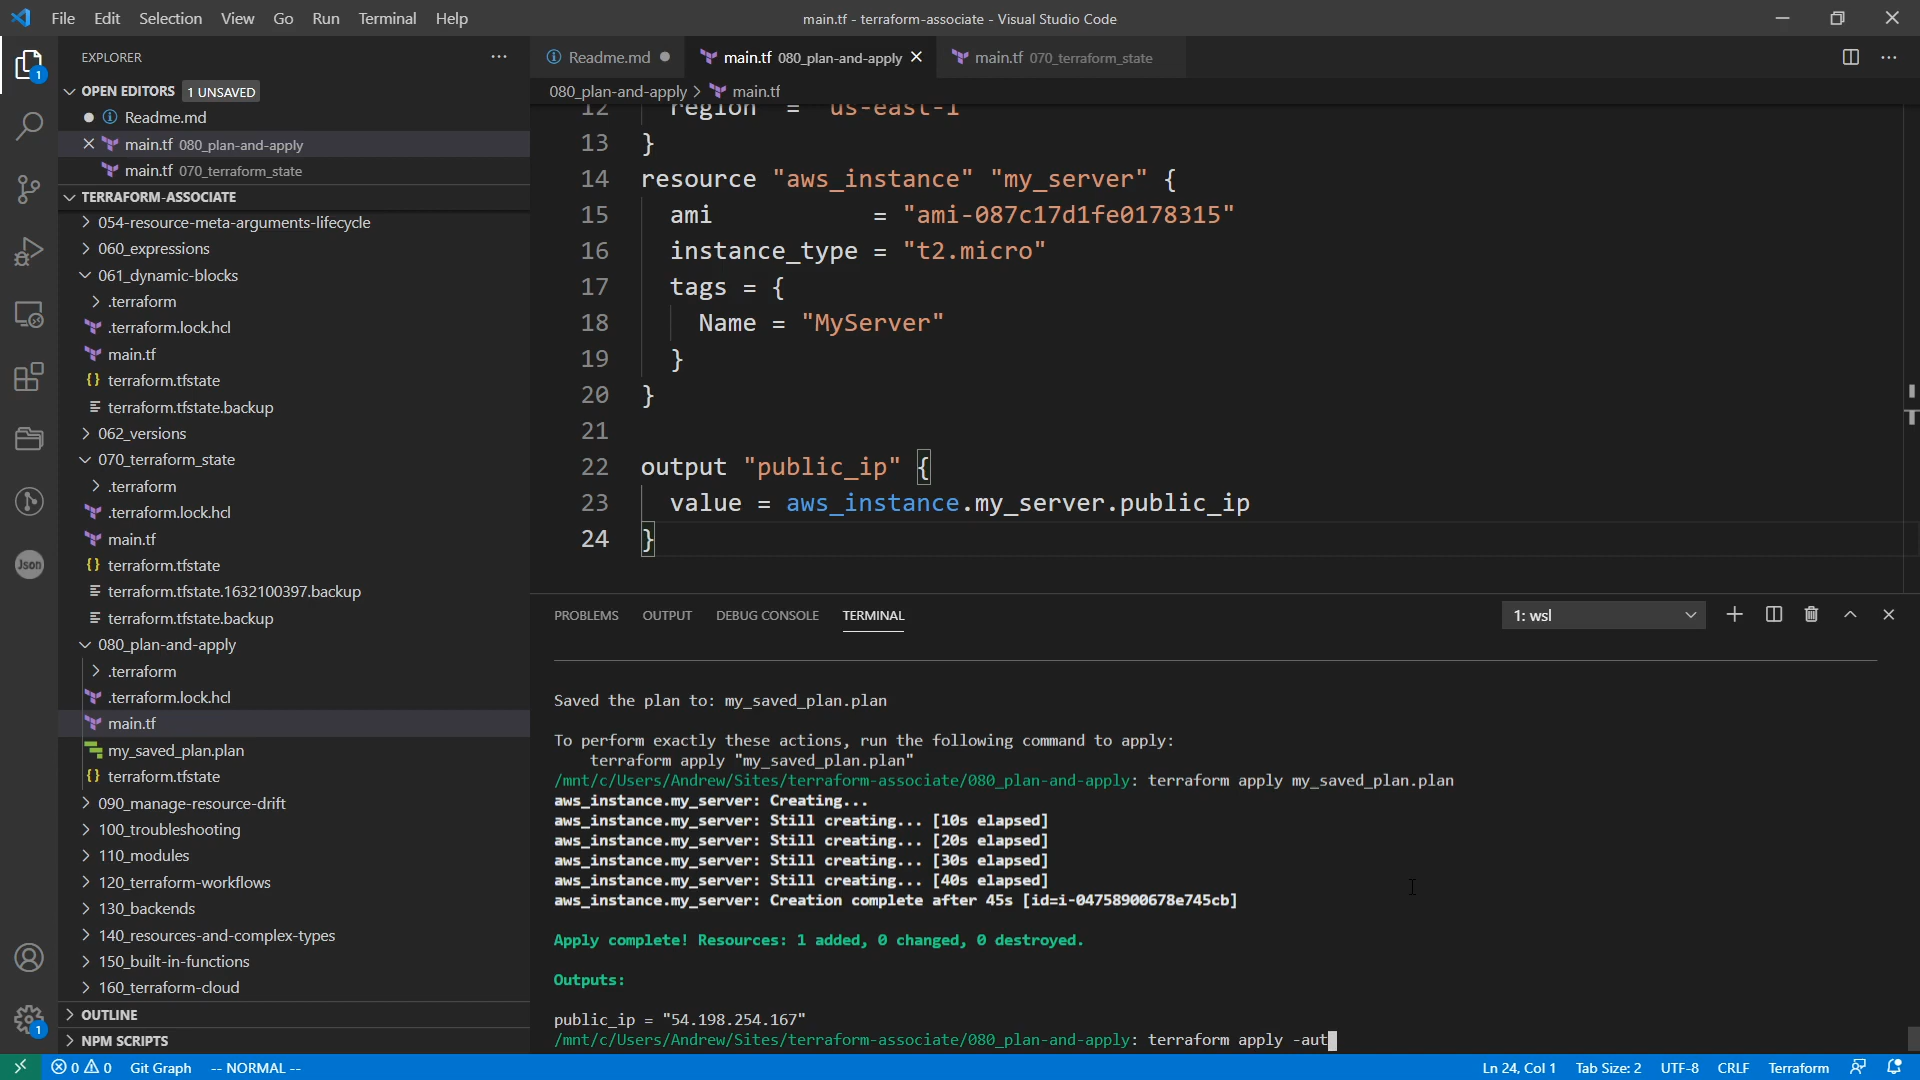 File Edit Selection View Go Run Terminal Help
main.tf - terraform-associate - Visual Studio Code
EXPLORER
OPEN EDITORS 1 UNSAVED
Readme.md
main.tf 080_plan-and-apply
main.tf 070_terraform_state
TERRAFORM-ASSOCIATE
054-resource-meta-arguments-lifecycle
060_expressions
061_dynamic-blocks
.terraform
.terraform.lock.hcl
main.tf
terraform.tfstate
terraform.tfstate.backup
062_versions
070_terraform_state
.terraform
.terraform.lock.hcl
main.tf
terraform.tfstate
terraform.tfstate.1632100397.backup
terraform.tfstate.backup
080_plan-and-apply
.terraform
.terraform.lock.hcl
main.tf
my_saved_plan.plan
terraform.tfstate
090_manage-resource-drift
100_troubleshooting
110_modules
120_terraform-workflows
130_backends
140_resources-and-complex-types
150_built-in-functions
160_terraform-cloud
OUTLINE
NPM SCRIPTS
1
Json
1
Readme.md
main.tf 080_plan-and-apply
main.tf 070_terraform_state
080_plan-and-apply > main.tf
12 region = "us-east-1
13 }
14 resource "aws_instance" "my_server" {
15 ami = "ami-087c17d1fe0178315"
16 instance_type = "t2.micro"
17 tags = {
18 Name = "MyServer"
19 }
20 }
21
22 output "public_ip" {
23 value = aws_instance.my_server.public_ip
24 }
PROBLEMS OUTPUT DEBUG CONSOLE TERMINAL
1: wsl
Saved the plan to: my_saved_plan.plan
To perform exactly these actions, run the following command to apply:
terraform apply "my_saved_plan.plan"
/mnt/c/Users/Andrew/Sites/terraform-associate/080_plan-and-apply: terraform apply my_saved_plan.plan
aws_instance.my_server: Creating...
aws_instance.my_server: Still creating... [10s elapsed]
aws_instance.my_server: Still creating... [20s elapsed]
aws_instance.my_server: Still creating... [30s elapsed]
aws_instance.my_server: Still creating... [40s elapsed]
aws_instance.my_server: Creation complete after 45s [id=i-04758900678e745cb]
Apply complete! Resources: 1 added, 0 changed, 0 destroyed.
Outputs:
public_ip = "54.198.254.167"
/mnt/c/Users/Andrew/Sites/terraform-associate/080_plan-and-apply: terraform apply -aut
0 0 Git Graph -- NORMAL --
Ln 24, Col 1 Tab Size: 2 UTF-8 CRLF Terraform